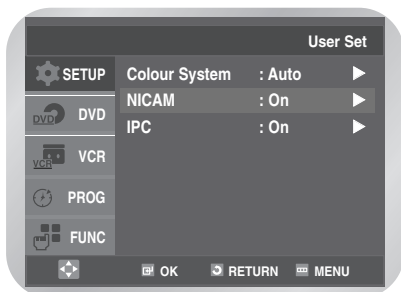 User Set
SETUP
Colour System : Auto
NICAM : On
IPC : On
DVD DVD
VCR VCR
PROG
FUNC
OK RETURN MENU